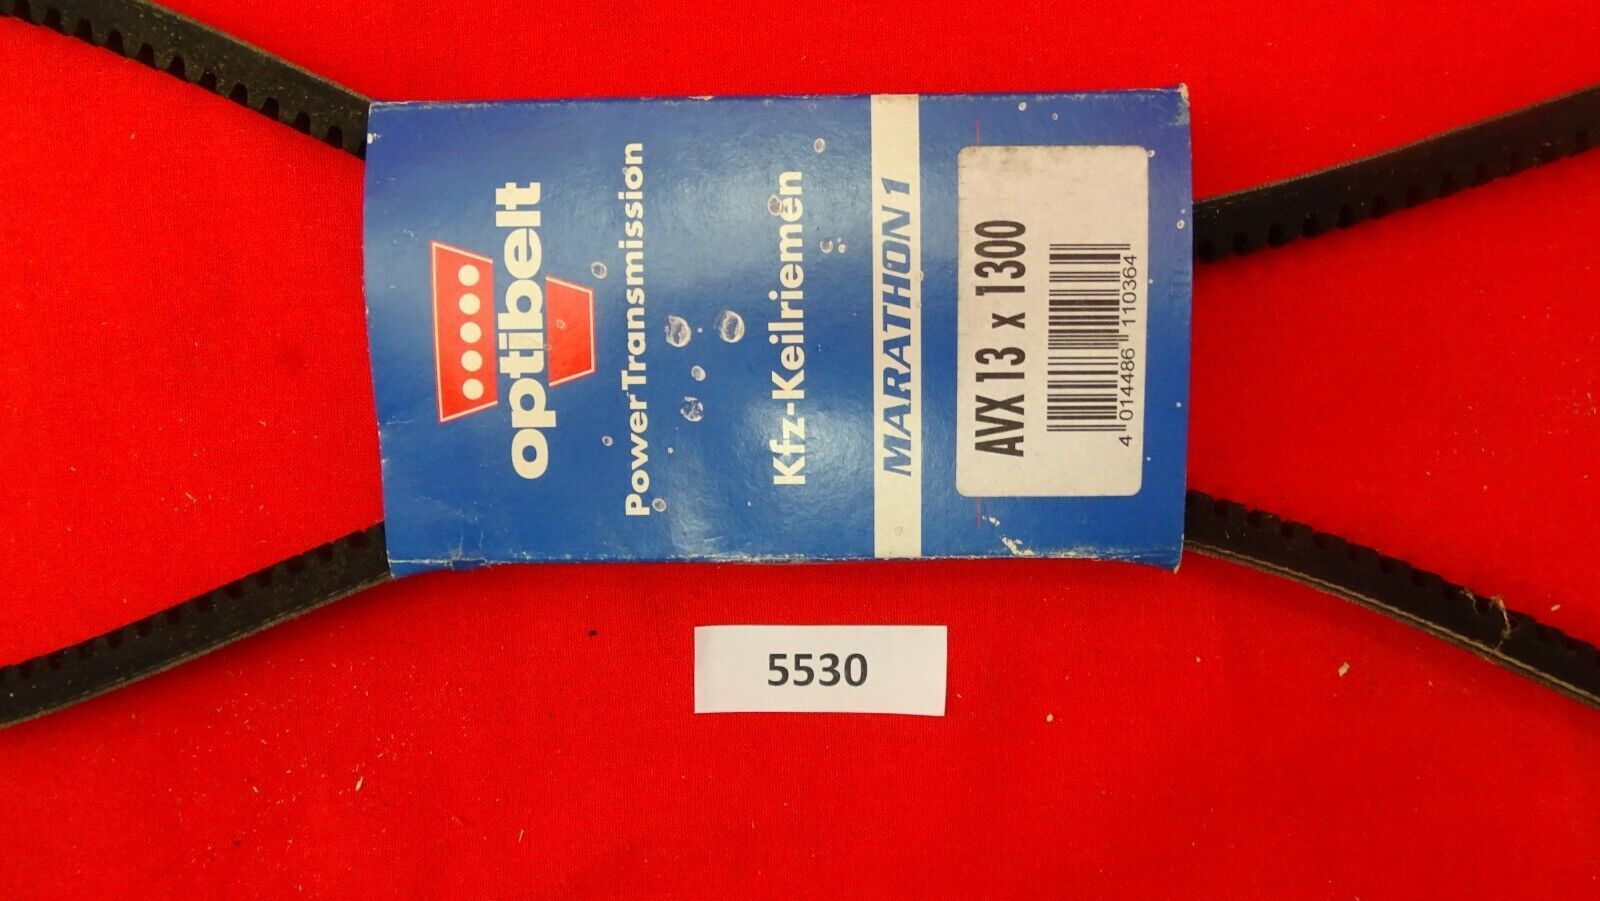 optibelt
Power Transmission
Kfz-Keilriemen
MARATHON 1
AVX 13 x 1300
4 014486 110364
5530